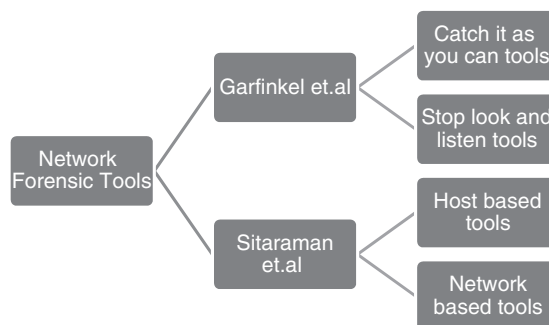 Network
Forensic Tools
Garfinkel et.al
Catch it as
you can tools
Stop look and
listen tools
Sitaraman
et.al
Host based
tools
Network
based tools